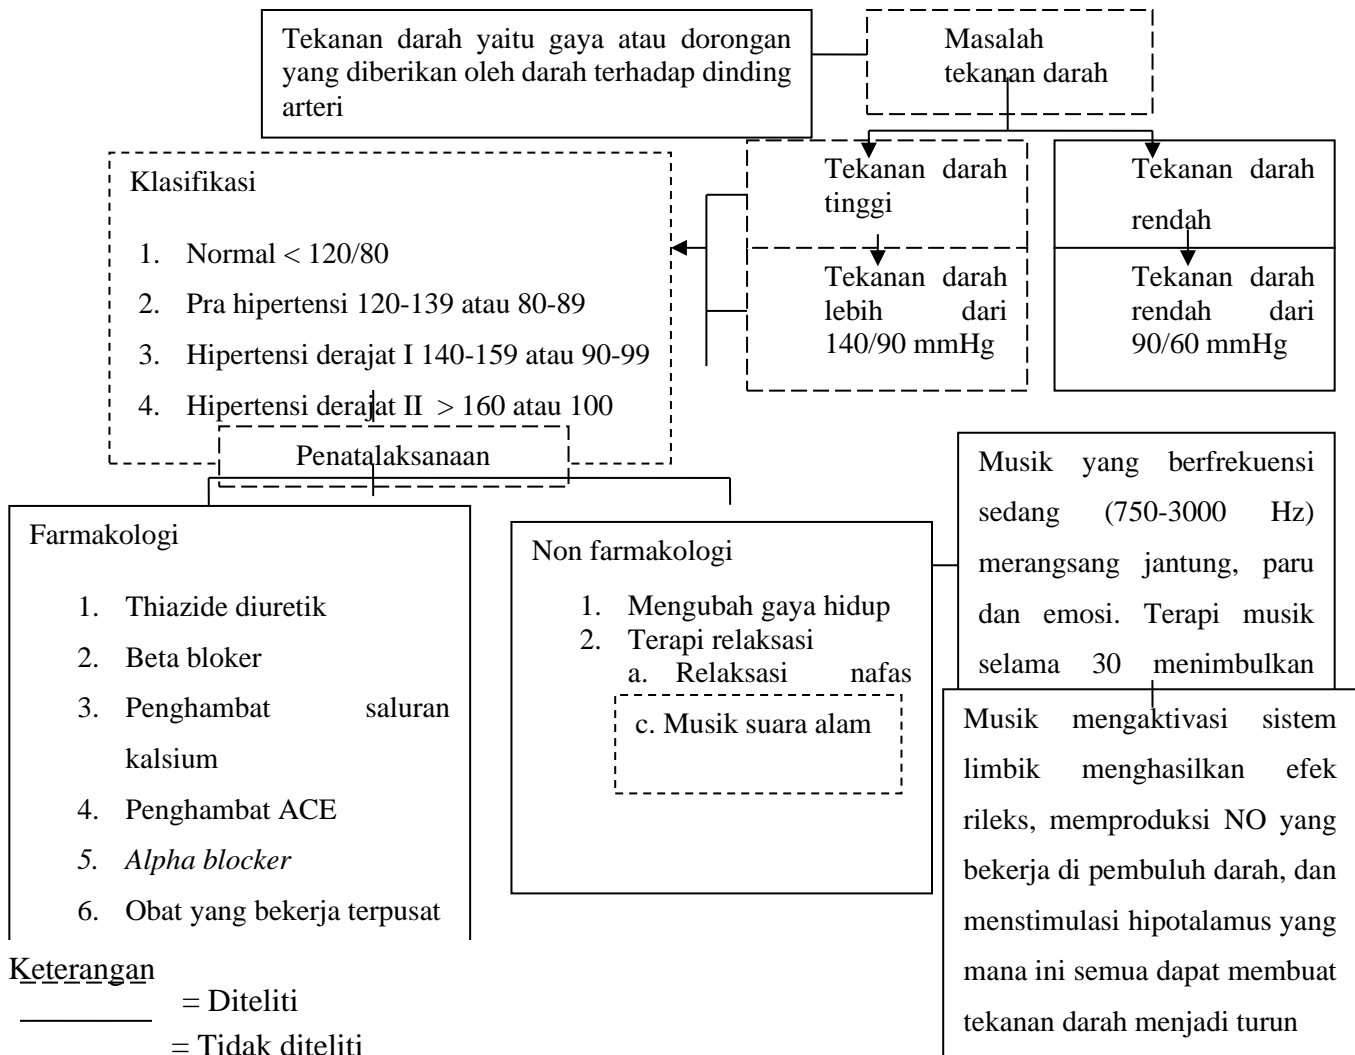 Tekanan darah yaitu gaya atau dorongan
yang diberikan oleh darah terhadap dinding
arteri
Masalah
tekanan darah
Klasifikasi
1. Normal < 120/80
2. Pra hipertensi 120-139 atau 80-89
3. Hipertensi derajat I 140-159 atau 90-99
4. Hipertensi derajat II > 160 atau 100
Tekanan darah
tinggi
Tekanan darah
lebih dari
140/90 mmHg
Tekanan darah
rendah
Tekanan darah
rendah dari
90/60 mmHg
Penatalaksanaan
Farmakologi
1. Thiazide diuretik
2. Beta bloker
3. Penghambat saluran
kalsium
4. Penghambat ACE
5. Alpha blocker
6. Obat yang bekerja terpusat
Non farmakologi
1. Mengubah gaya hidup
2. Terapi relaksasi
a. Relaksasi nafas
c. Musik suara alam
Musik yang berfrekuensi
sedang (750-3000 Hz)
merangsang jantung, paru
dan emosi. Terapi musik
selama 30 menimbulkan
Musik mengaktivasi sistem
limbik menghasilkan efek
rileks, memproduksi NO yang
bekerja di pembuluh darah, dan
menstimulasi hipotalamus yang
mana ini semua dapat membuat
tekanan darah menjadi turun
Keterangan
= Diteliti
= Tidak diteliti